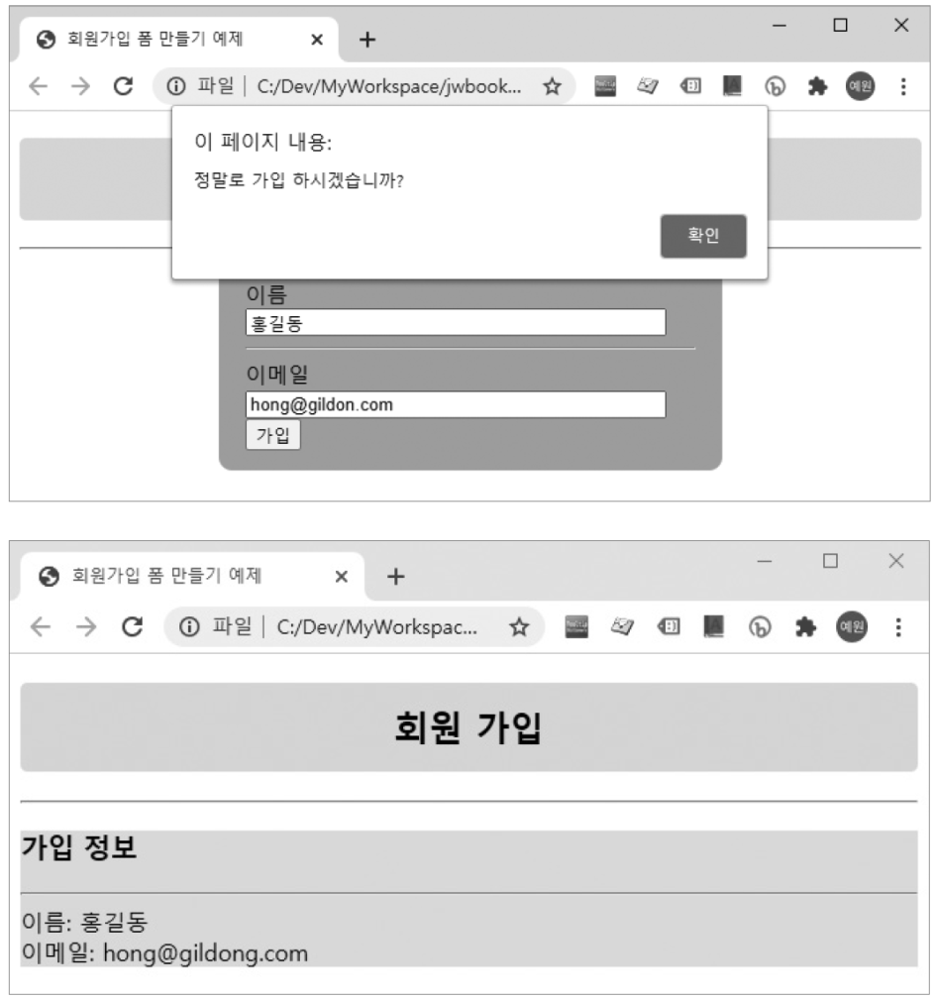 회원가입 폼 만들기 예제
파일 | C:/Dev/MyWorkspace/jwbook...
예원
이 페이지 내용:
정말로 가입 하시겠습니까?
확인
이름
홍길동
이메일
hong@gildon.com
가입
회원가입 폼 만들기 예제
파일 | C:/Dev/MyWorkspac...
예원
회원 가입
가입 정보
이름: 홍길동
이메일: hong@gildong.com